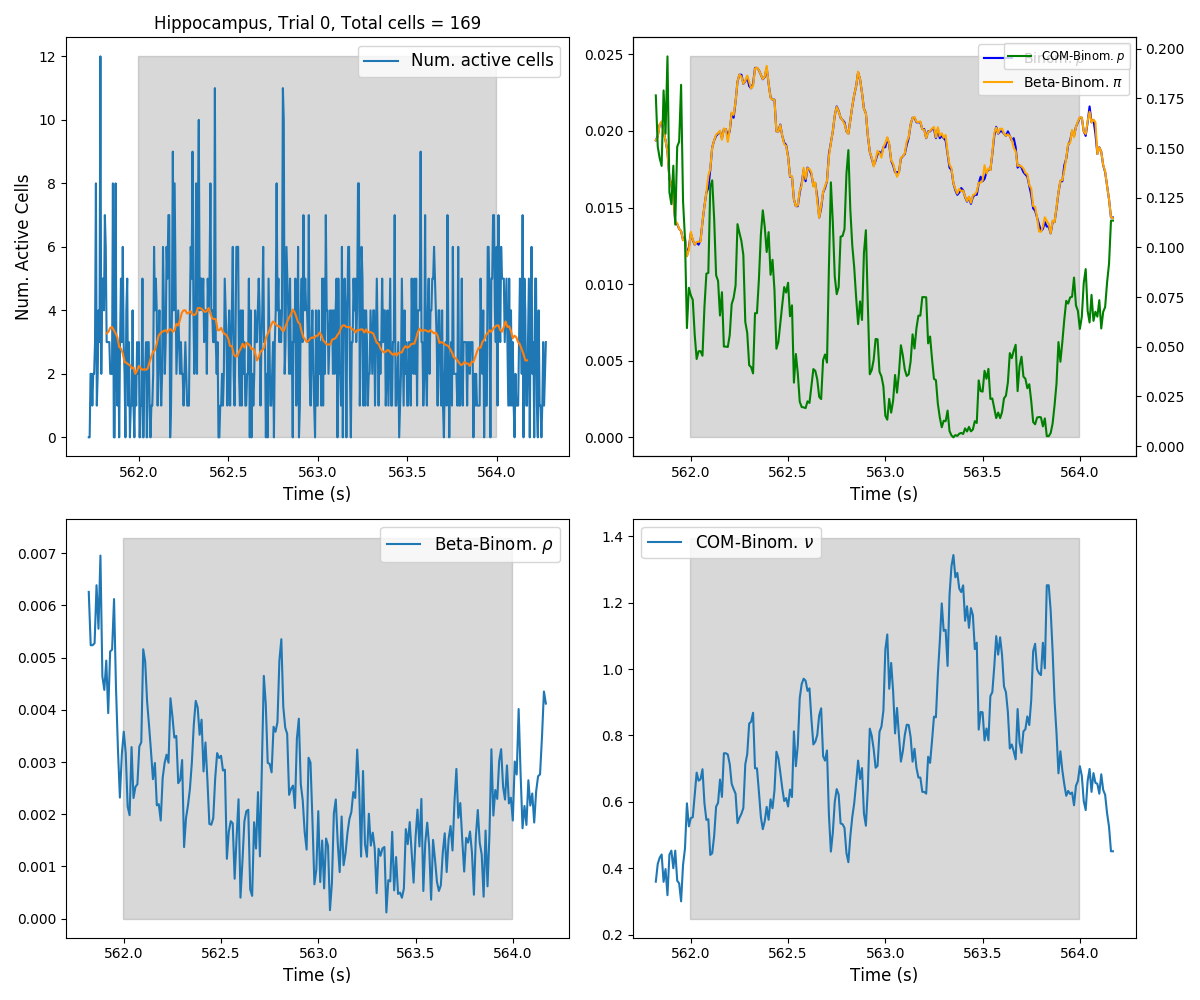 Hippocampus, Trial 0, Total cells = 169
Num. active cells
Num. Active Cells
12
10
8
6
4
2
0
562.0 562.5 563.0 563.5 564.0
Time (s)
COM-Binom. p
Binom. p
Beta-Binom. π
0.025
0.020
0.015
0.010
0.005
0.000
0.200
0.175
0.150
0.125
0.100
0.075
0.050
0.025
0.000
562.0 562.5 563.0 563.5 564.0
Time (s)
Beta-Binom. ρ
0.007
0.006
0.005
0.004
0.003
0.002
0.001
0.000
562.0 562.5 563.0 563.5 564.0
Time (s)
COM-Binom. ν
1.4
1.2
1.0
0.8
0.6
0.4
0.2
562.0 562.5 563.0 563.5 564.0
Time (s)